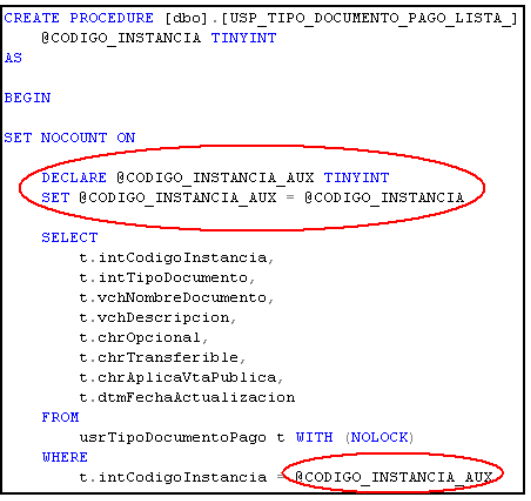 CREATE PROCEDURE [dbo].[USP_TIPO_DOCUMENTO_PAGO_LISTA_]
@CODIGO_INSTANCIA TINYINT
AS
BEGIN
SET NOCOUNT ON
DECLARE @CODIGO_INSTANCIA_AUX TINYINT
SET @CODIGO_INSTANCIA_AUX = @CODIGO_INSTANCIA
SELECT
t.intCodigoInstancia,
t.intTipoDocumento,
t.vchNombreDocumento,
t.vchDescripcion,
t.chrOpcional,
t.chrTransferible,
t.chrAplicaVtaPublica,
t.dtmFechaActualizacion
FROM
usrTipoDocumentoPago t WITH (NOLOCK)
WHERE
t.intCodigoInstancia = @CODIGO_INSTANCIA_AUX